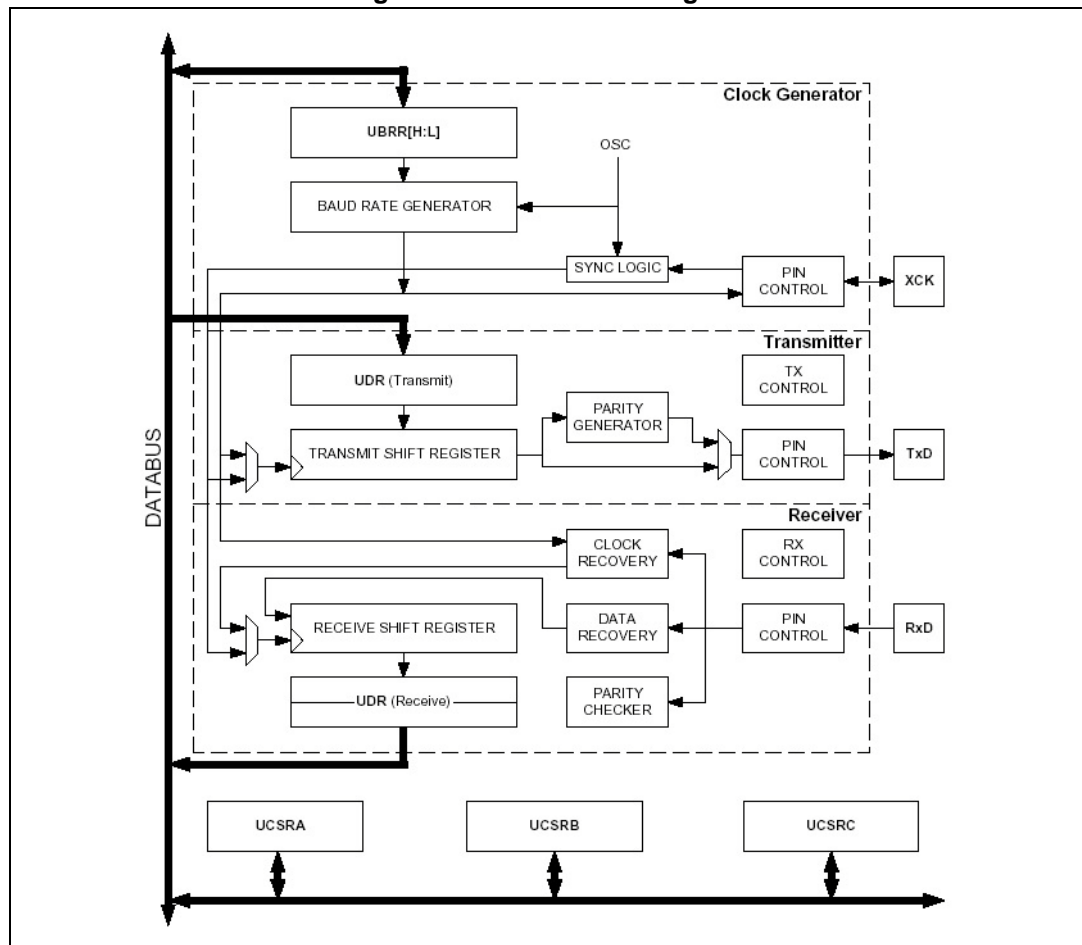 Clock Generator
UBRR[H:L]
OSC
BAUD RATE GENERATOR
SYNC LOGIC
PIN
CONTROL
XCK
Transmitter
TX
CONTROL
UDR (Transmit)
PARITY
GENERATOR
TRANSMIT SHIFT REGISTER
PIN
CONTROL
TxD
DATABUS
Receiver
CLOCK
RECOVERY
RX
CONTROL
RECEIVE SHIFT REGISTER
DATA
RECOVERY
PIN
CONTROL
RxD
UDR (Receive)
PARITY
CHECKER
UCSRA
UCSRB
UCSRC